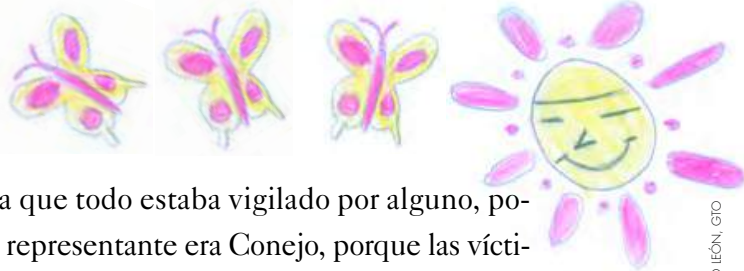 a que todo estaba vigilado por alguno, po-
representante era Conejo, porque las vícti-
LEÓN, GTO